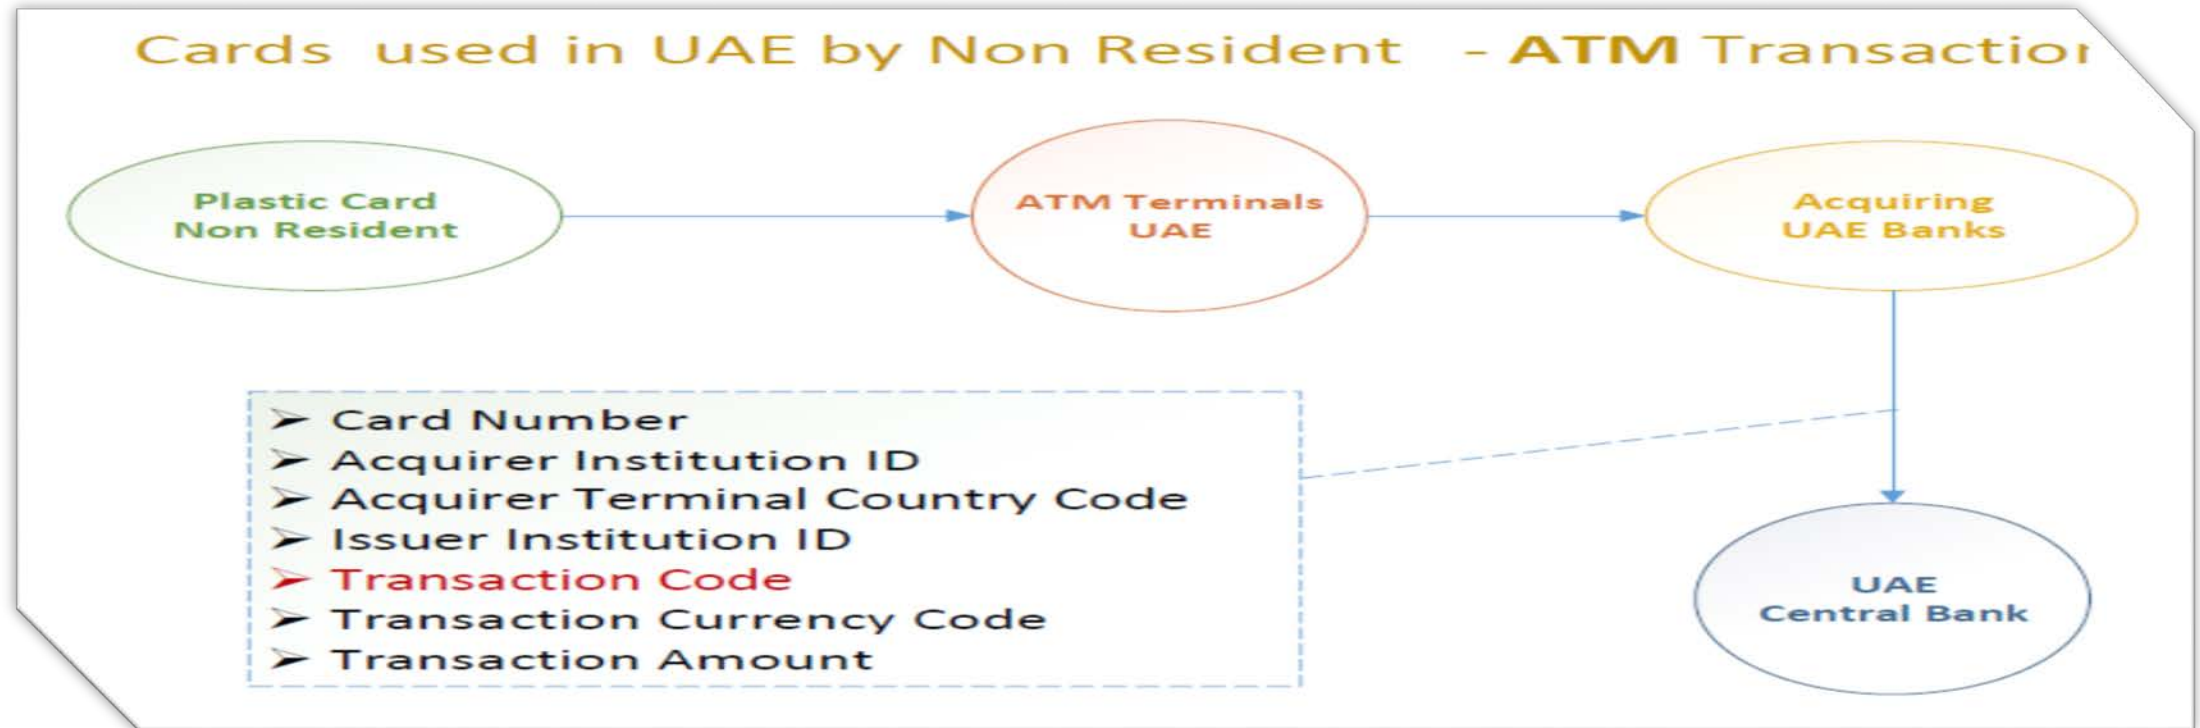 Cards used in UAE by Non Resident - ATM Transaction
Plastic Card
Non Resident
ATM Terminals
UAE
Acquiring
UAE Banks
➢ Card Number
➢ Acquirer Institution ID
➢ Acquirer Terminal Country Code
➢ Issuer Institution ID
➢ Transaction Code
➢ Transaction Currency Code
➢ Transaction Amount
UAE
Central Bank